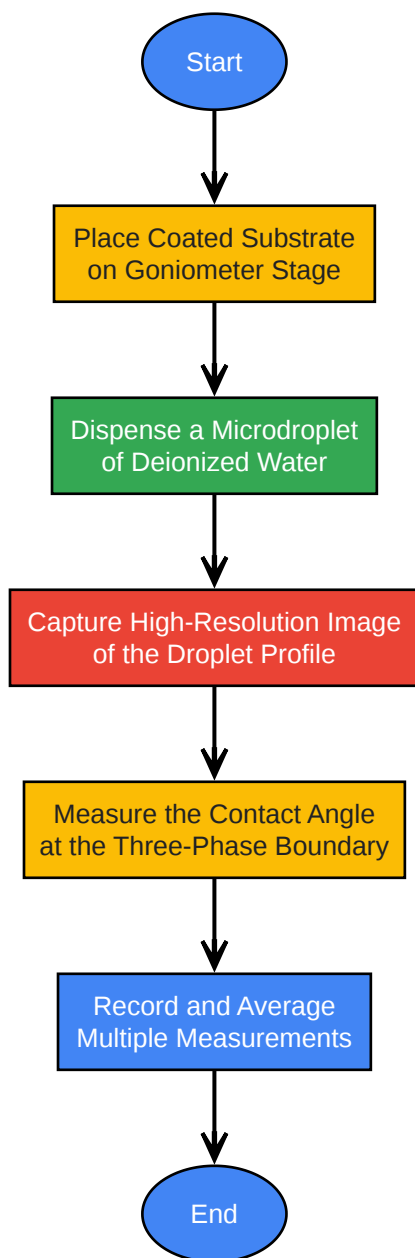 Start
Place Coated Substrate
on Goniometer Stage
Dispense a Microdroplet
of Deionized Water
Capture High-Resolution Image
of the Droplet Profile
Measure the Contact Angle
at the Three-Phase Boundary
Record and Average
Multiple Measurements
End